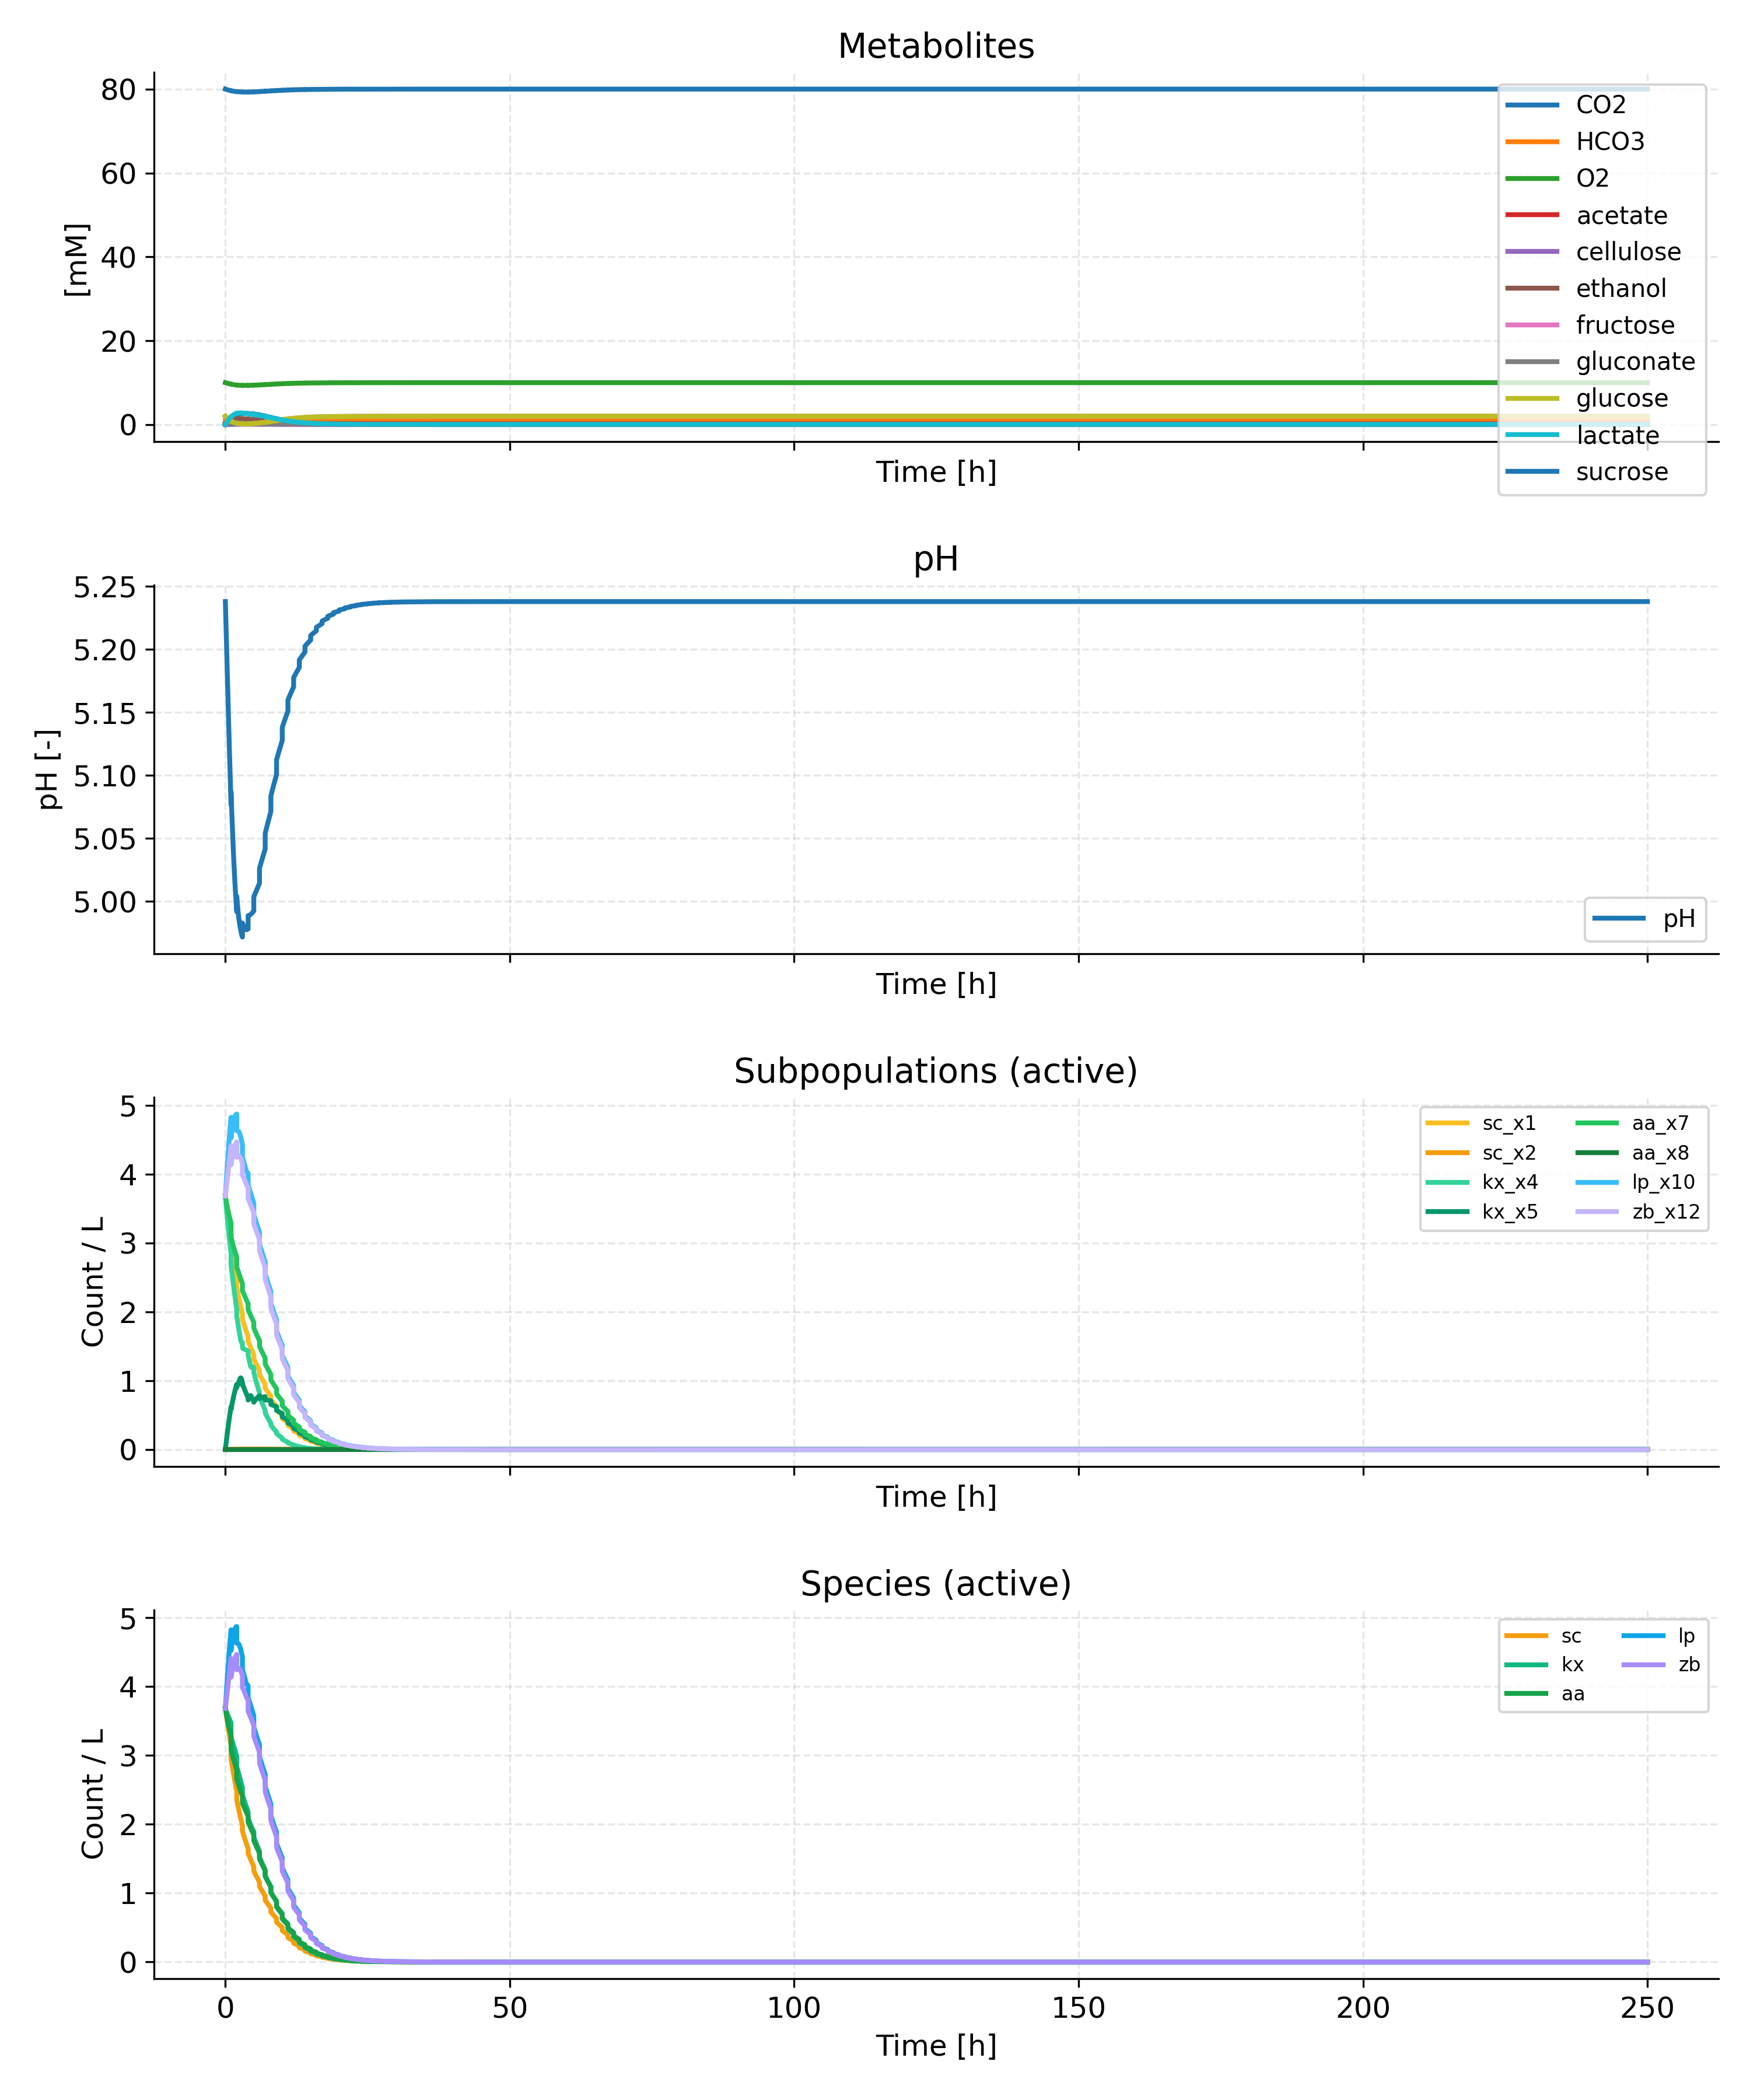 Metabolites
80
60
40
20
0
[mM]
Time [h]
CO2
HCO3
O2
acetate
cellulose
ethanol
fructose
gluconate
glucose
lactate
sucrose
pH
5.25
5.20
5.15
5.10
5.05
5.00
pH [-]
Time [h]
pH
Subpopulations (active)
5
4
3
2
1
0
Count / L
Time [h]
sc_x1
sc_x2
kx_x4
kx_x5
aa_x7
aa_x8
lp_x10
zb_x12
Species (active)
5
4
3
2
1
0
Count / L
sc
kx
aa
lp
zb
0 50 100 150 200 250
Time [h]